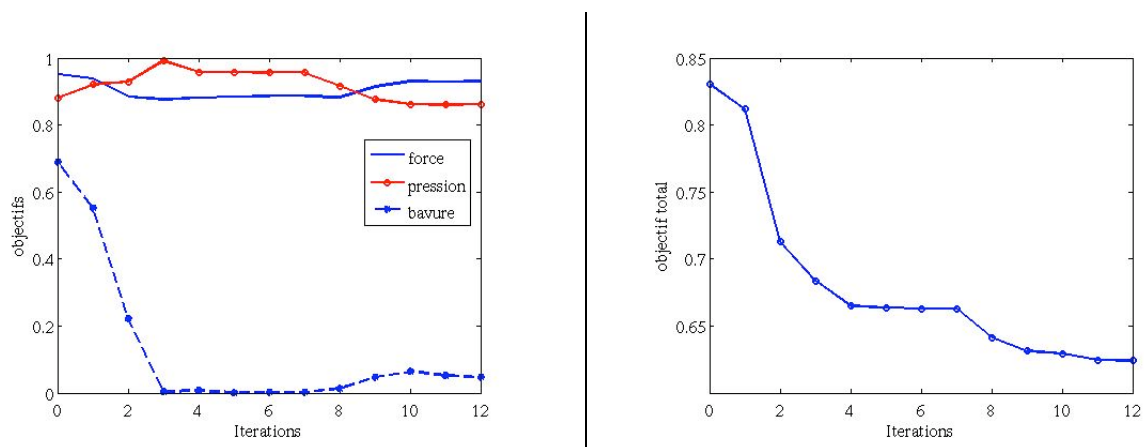 objectifs
1
0.8
0.6
0.4
0.2
0
0 2 4 6 8 10 12
Iterations
force
pression
bavure
objectif total
0.85
0.8
0.75
0.7
0.65
0 2 4 6 8 10 12
Iterations